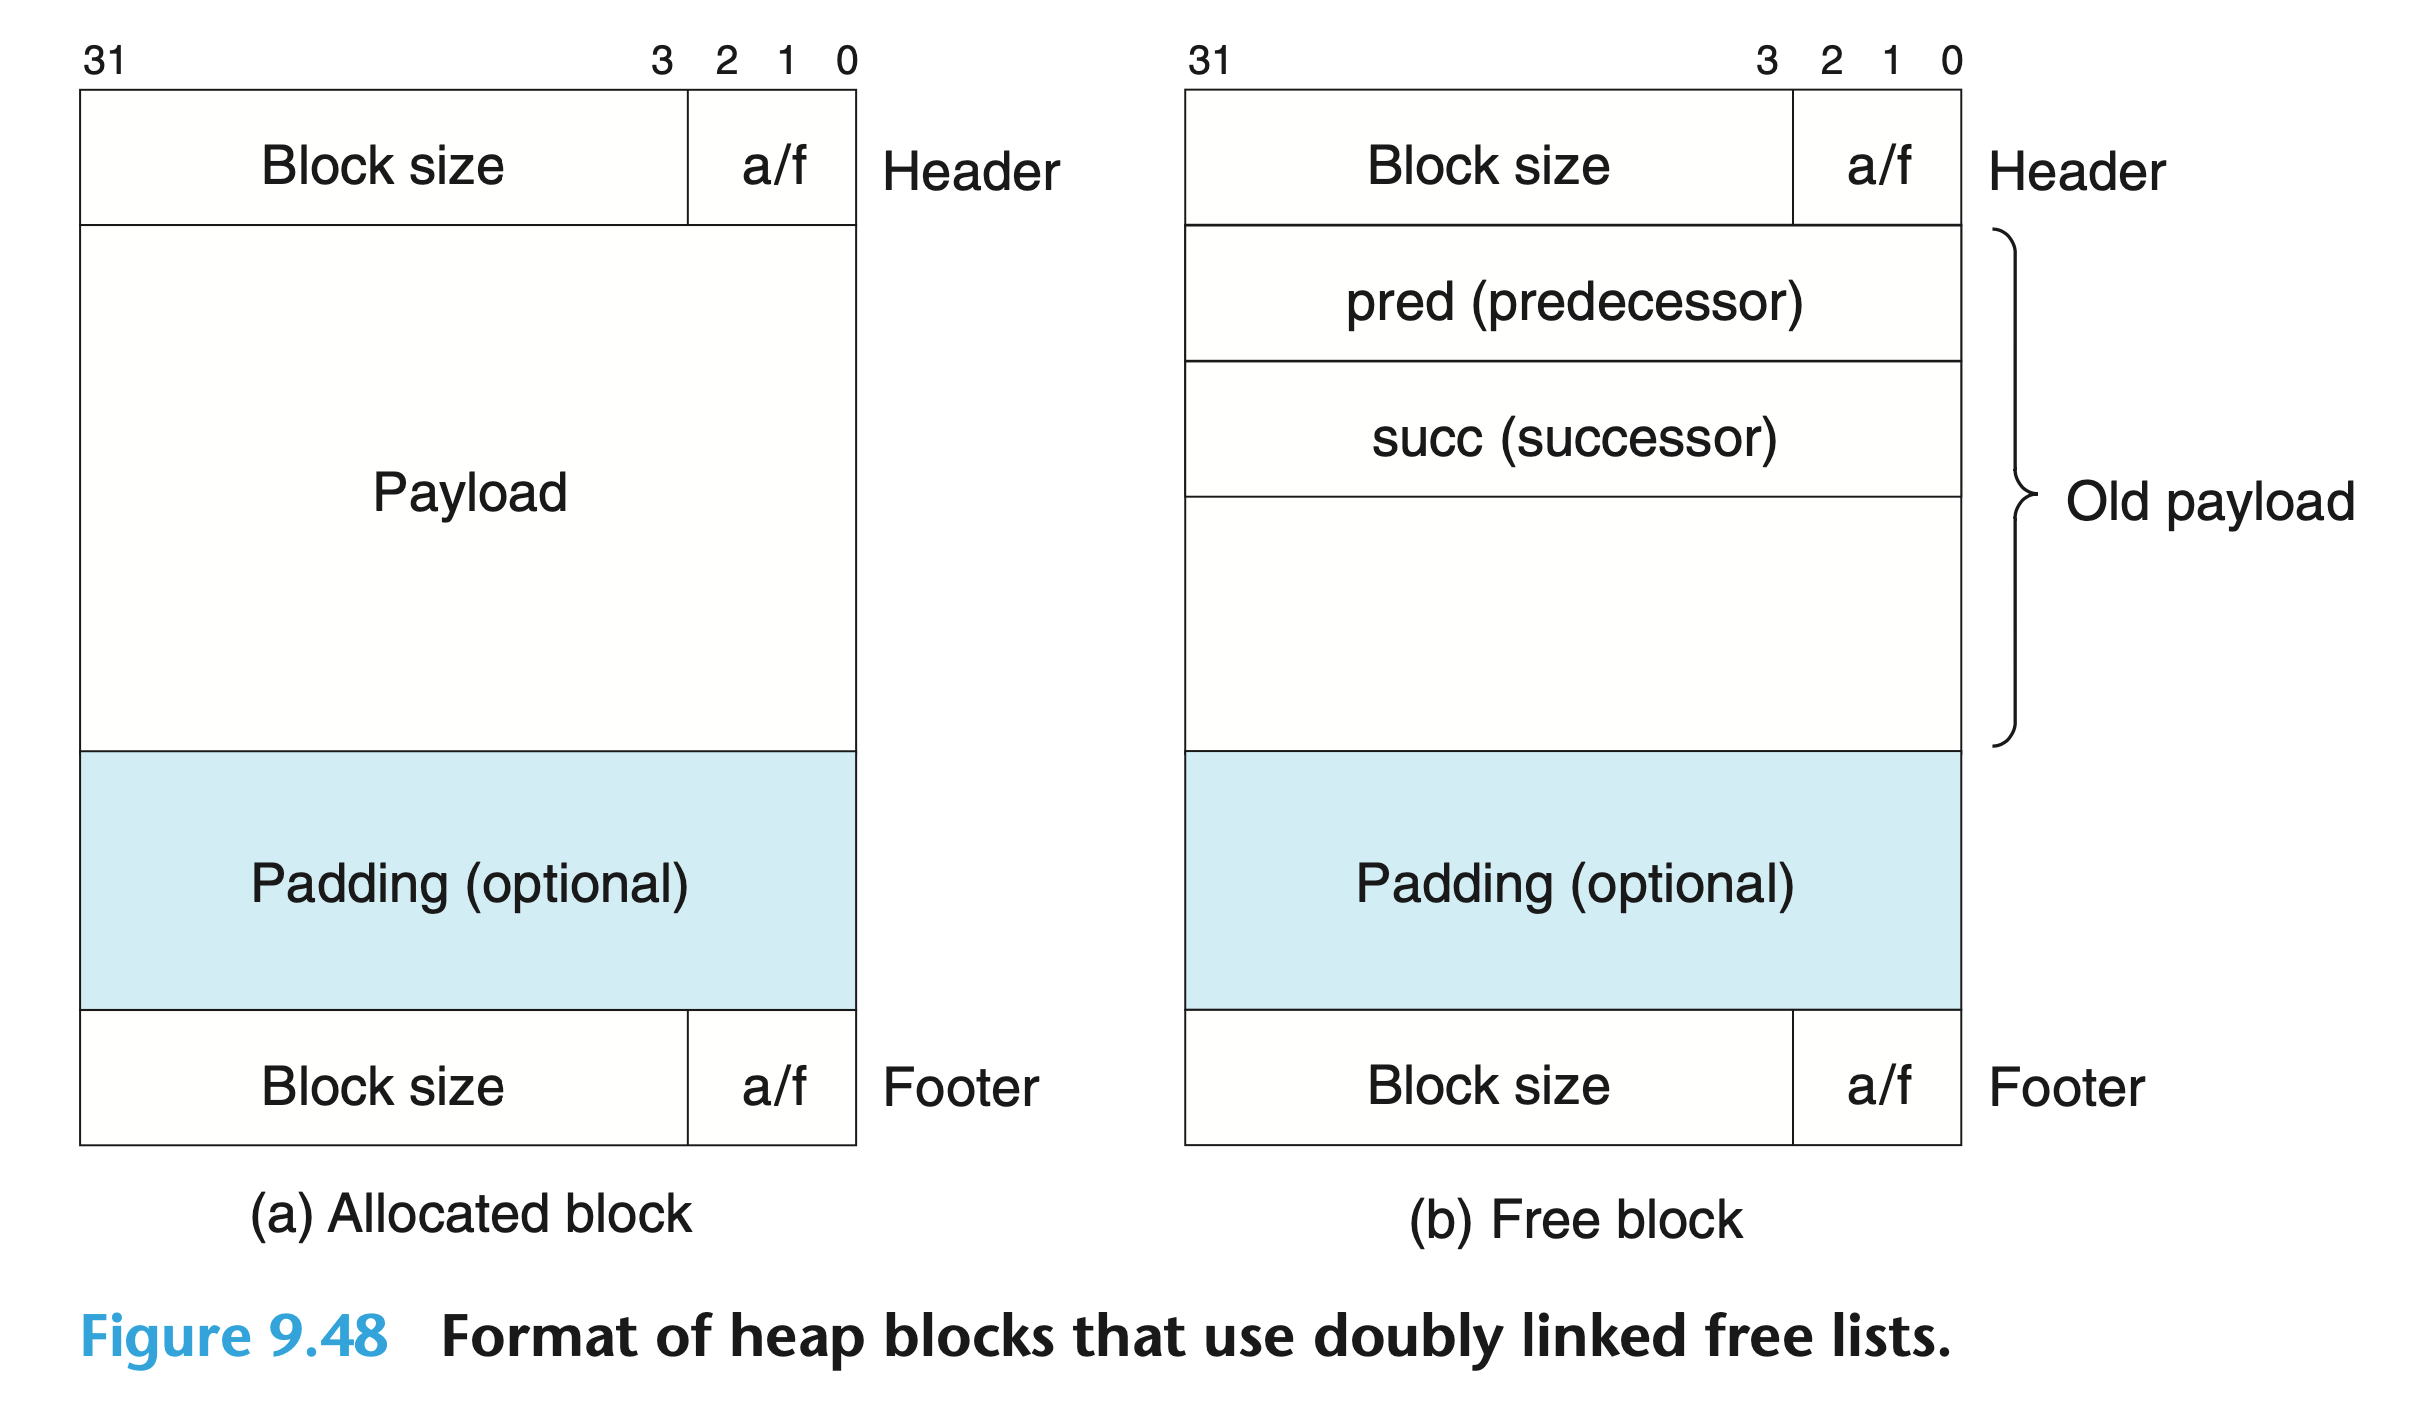 31 3 2 1 0
Block size a/f Header
Payload
Padding (optional)
Block size a/f Footer
(a) Allocated block
31 3 2 1 0
Block size a/f Header
pred (predecessor)
succ (successor)
Old payload
Padding (optional)
Block size a/f Footer
(b) Free block
Figure 9.48 Format of heap blocks that use doubly linked free lists.